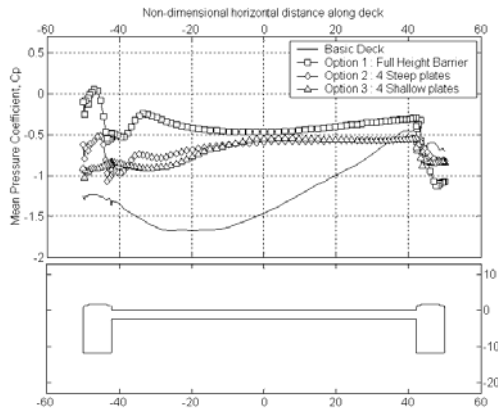 Non-dimensional horizontal distance along deck
-60 -40 -20 0 20 40 60
Basic Deck
Option 1 : Full Height Barrier
Option 2 : 4 Steep plates
Option 3 : 4 Shallow plates
Mean Pressure Coefficient, Cp
0.5
0
-0.5
-1
-1.5
-2
10
0
-10
-20
-60 -40 -20 0 20 40 60